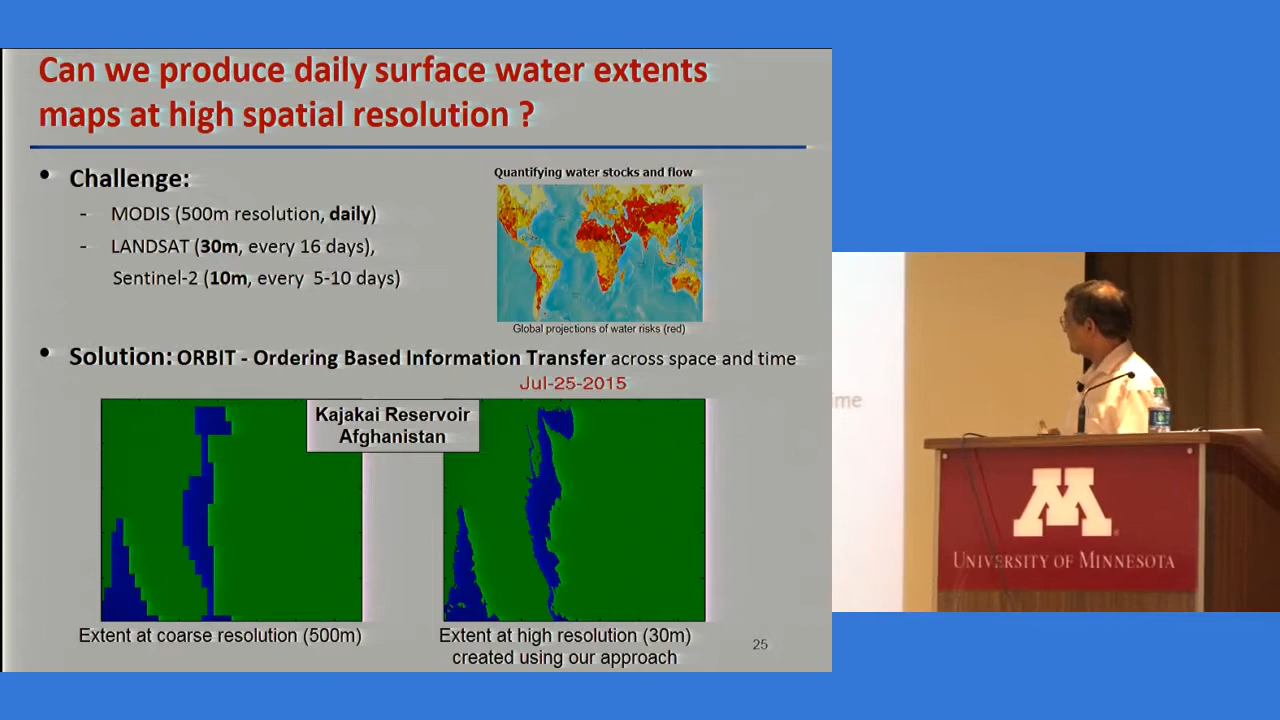 Can we produce daily surface water extents
maps at high spatial resolution ?
• Challenge:
- MODIS (500m resolution, daily)
- LANDSAT (30m, every 16 days),
Sentinel-2 (10m, every 5-10 days)
Quantifying water stocks and flow
Global projections of water risks (red)
• Solution: ORBIT - Ordering Based Information Transfer across space and time
Jul-25-2015
Kajakai Reservoir
Afghanistan
Extent at coarse resolution (500m)
Extent at high resolution (30m)
created using our approach
25
me
M
UNIVERSITY OF MINNESOTA